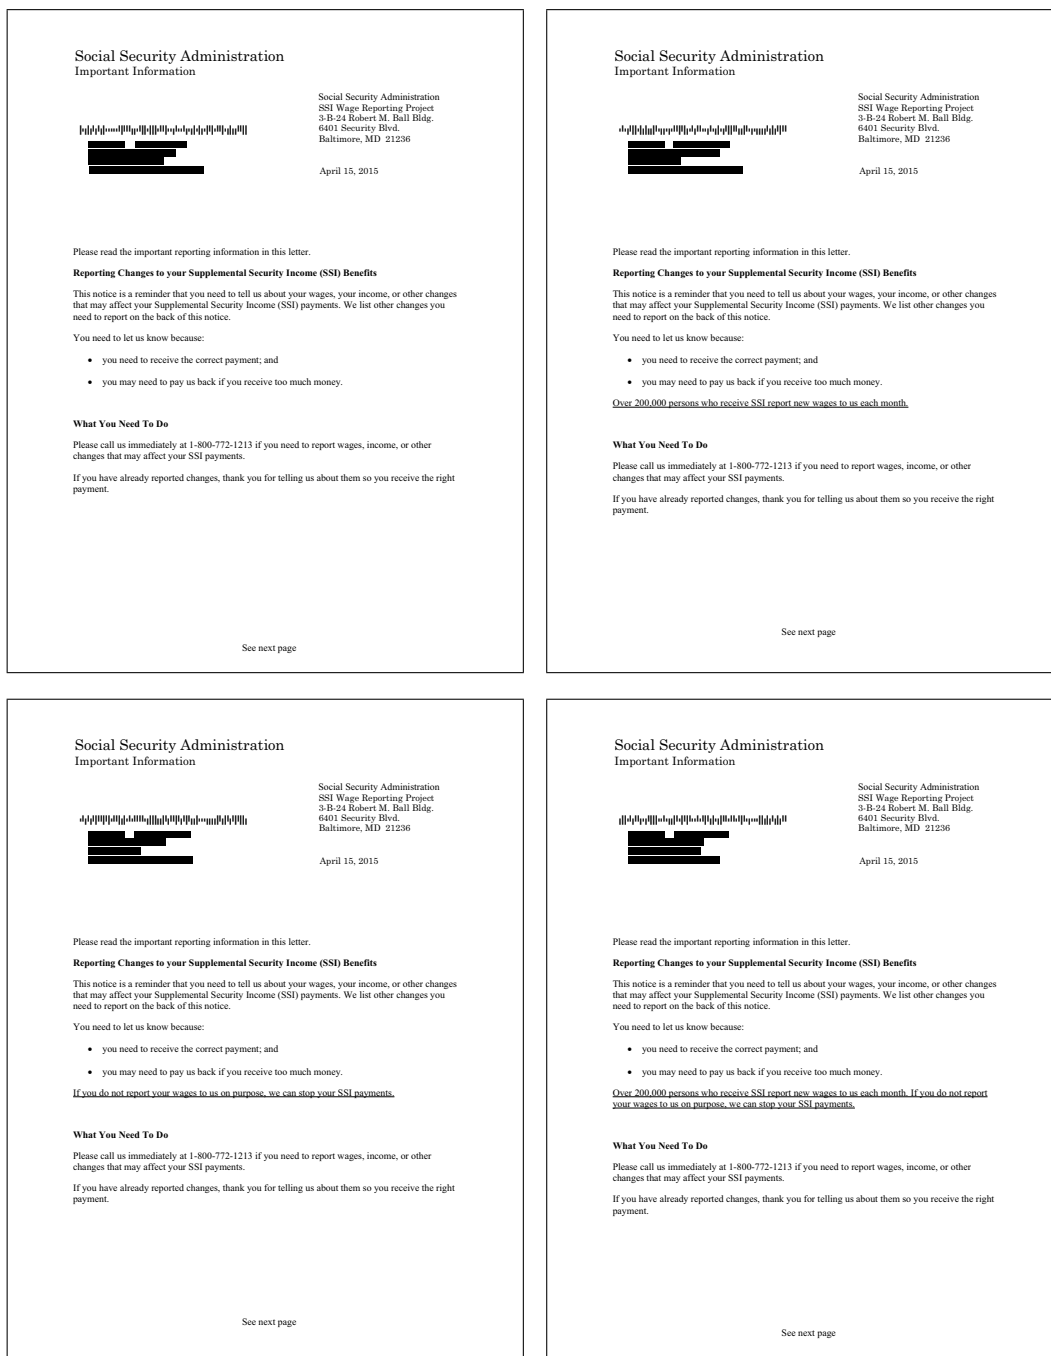 Social Security Administration
Important Information
Social Security Administration
SSI Wage Reporting Project
3-B-24 Robert M. Ball Bldg.
6401 Security Blvd.
Baltimore, MD 21236
April 15, 2015
Please read the important reporting information in this letter.
Reporting Changes to your Supplemental Security Income (SSI) Benefits
This notice is a reminder that you need to tell us about your wages, your income, or other changes
that may affect your Supplemental Security Income (SSI) payments. We list other changes you
need to report on the back of this notice.
You need to let us know because:
• you need to receive the correct payment; and
• you may need to pay us back if you receive too much money.
What You Need To Do
Please call us immediately at 1-800-772-1213 if you need to report wages, income, or other
changes that may affect your SSI payments.
If you have already reported changes, thank you for telling us about them so you receive the right
payment.
See next page
Social Security Administration
Important Information
Social Security Administration
SSI Wage Reporting Project
3-B-24 Robert M. Ball Bldg.
6401 Security Blvd.
Baltimore, MD 21236
April 15, 2015
Please read the important reporting information in this letter.
Reporting Changes to your Supplemental Security Income (SSI) Benefits
This notice is a reminder that you need to tell us about your wages, your income, or other changes
that may affect your Supplemental Security Income (SSI) payments. We list other changes you
need to report on the back of this notice.
You need to let us know because:
• you need to receive the correct payment; and
• you may need to pay us back if you receive too much money.
Over 200,000 persons who receive SSI report new wages to us each month.
What You Need To Do
Please call us immediately at 1-800-772-1213 if you need to report wages, income, or other
changes that may affect your SSI payments.
If you have already reported changes, thank you for telling us about them so you receive the right
payment.
See next page
Social Security Administration
Important Information
Social Security Administration
SSI Wage Reporting Project
3-B-24 Robert M. Ball Bldg.
6401 Security Blvd.
Baltimore, MD 21236
April 15, 2015
Please read the important reporting information in this letter.
Reporting Changes to your Supplemental Security Income (SSI) Benefits
This notice is a reminder that you need to tell us about your wages, your income, or other changes
that may affect your Supplemental Security Income (SSI) payments. We list other changes you
need to report on the back of this notice.
You need to let us know because:
• you need to receive the correct payment; and
• you may need to pay us back if you receive too much money.
If you do not report your wages to us on purpose, we can stop your SSI payments.
What You Need To Do
Please call us immediately at 1-800-772-1213 if you need to report wages, income, or other
changes that may affect your SSI payments.
If you have already reported changes, thank you for telling us about them so you receive the right
payment.
See next page
Social Security Administration
Important Information
Social Security Administration
SSI Wage Reporting Project
3-B-24 Robert M. Ball Bldg.
6401 Security Blvd.
Baltimore, MD 21236
April 15, 2015
Please read the important reporting information in this letter.
Reporting Changes to your Supplemental Security Income (SSI) Benefits
This notice is a reminder that you need to tell us about your wages, your income, or other changes
that may affect your Supplemental Security Income (SSI) payments. We list other changes you
need to report on the back of this notice.
You need to let us know because:
• you need to receive the correct payment; and
• you may need to pay us back if you receive too much money.
Over 200,000 persons who receive SSI report new wages to us each month. If you do not report
your wages to us on purpose, we can stop your SSI payments.
What You Need To Do
Please call us immediately at 1-800-772-1213 if you need to report wages, income, or other
changes that may affect your SSI payments.
If you have already reported changes, thank you for telling us about them so you receive the right
payment.
See next page